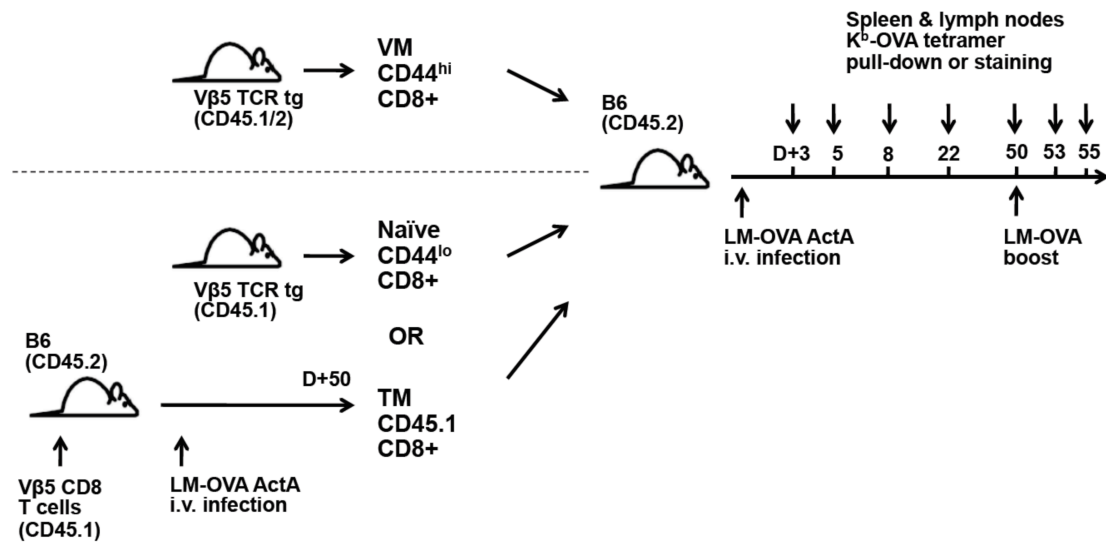 Vβ5 TCR tg
(CD45.1/2)
VM
CD44hi
CD8+
Naïve
CD44lo
CD8+
Vβ5 TCR tg
(CD45.1)
OR
B6
(CD45.2)
D+50
TM
CD45.1
CD8+
Vβ5 CD8
T cells
(CD45.1)
LM-OVA ActA
i.v. infection
B6
(CD45.2)
Spleen & lymph nodes
Kb-OVA tetramer
pull-down or staining
D+3 5 8 22 50 53 55
LM-OVA ActA
i.v. infection
LM-OVA
boost